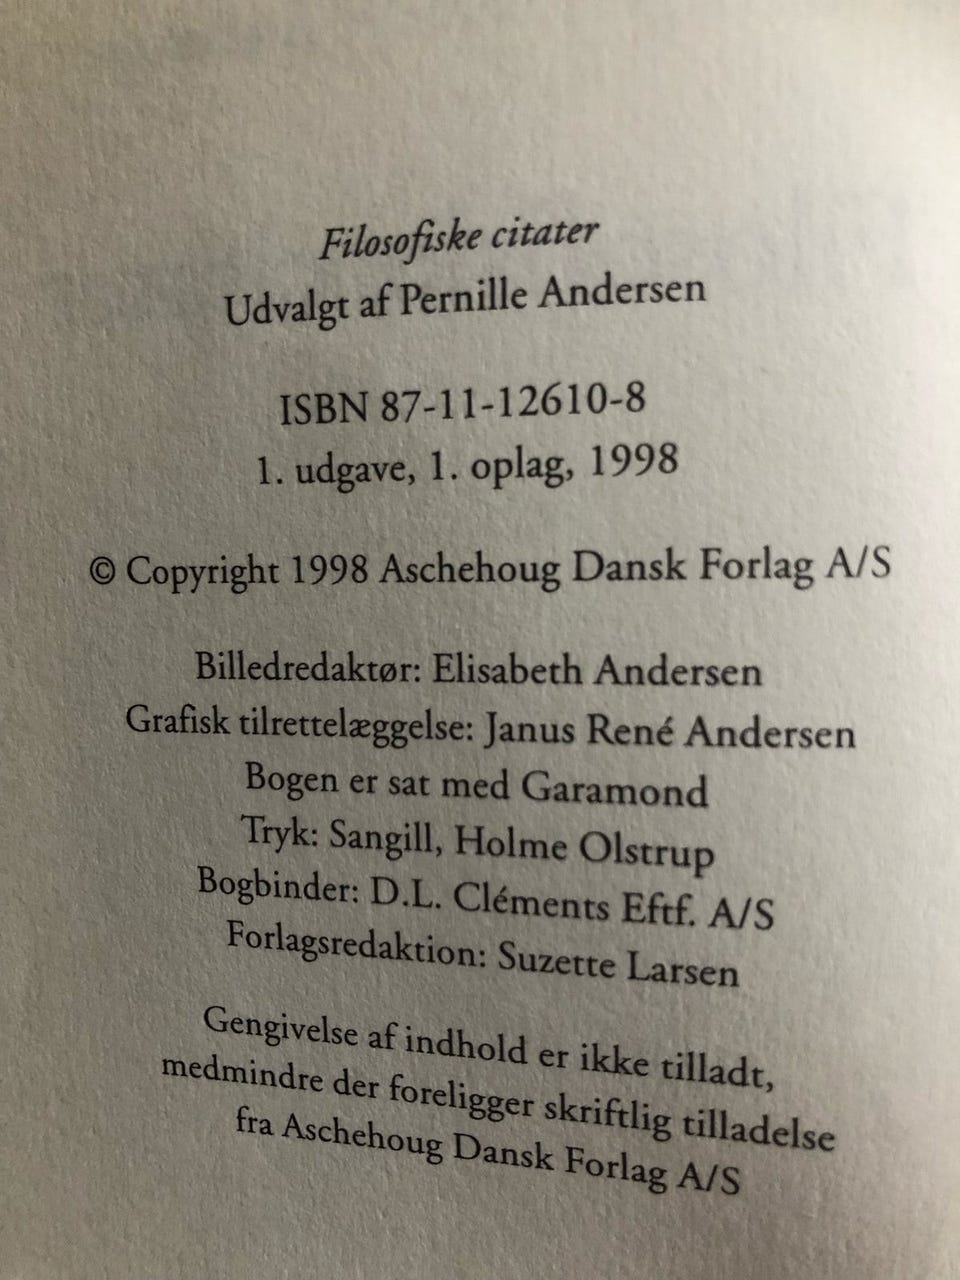 Filosofiske citater
Udvalgt af Pernille Andersen
ISBN 87-11-12610-8
1. udgave, 1. oplag, 1998
© Copyright 1998 Aschehoug Dansk Forlag A/S
Billedredaktør: Elisabeth Andersen
Grafisk tilrettelæggelse: Janus René Andersen
Bogen er sat med Garamond
Tryk: Sangill, Holme Olstrup
Bogbinder: D.L. Cléments Eftf. A/S
Forlagsredaktion: Suzette Larsen
Gengivelse af indhold er ikke tilladt,
medmindre der foreligger skriftlig tilladelse
fra Aschehoug Dansk Forlag A/S